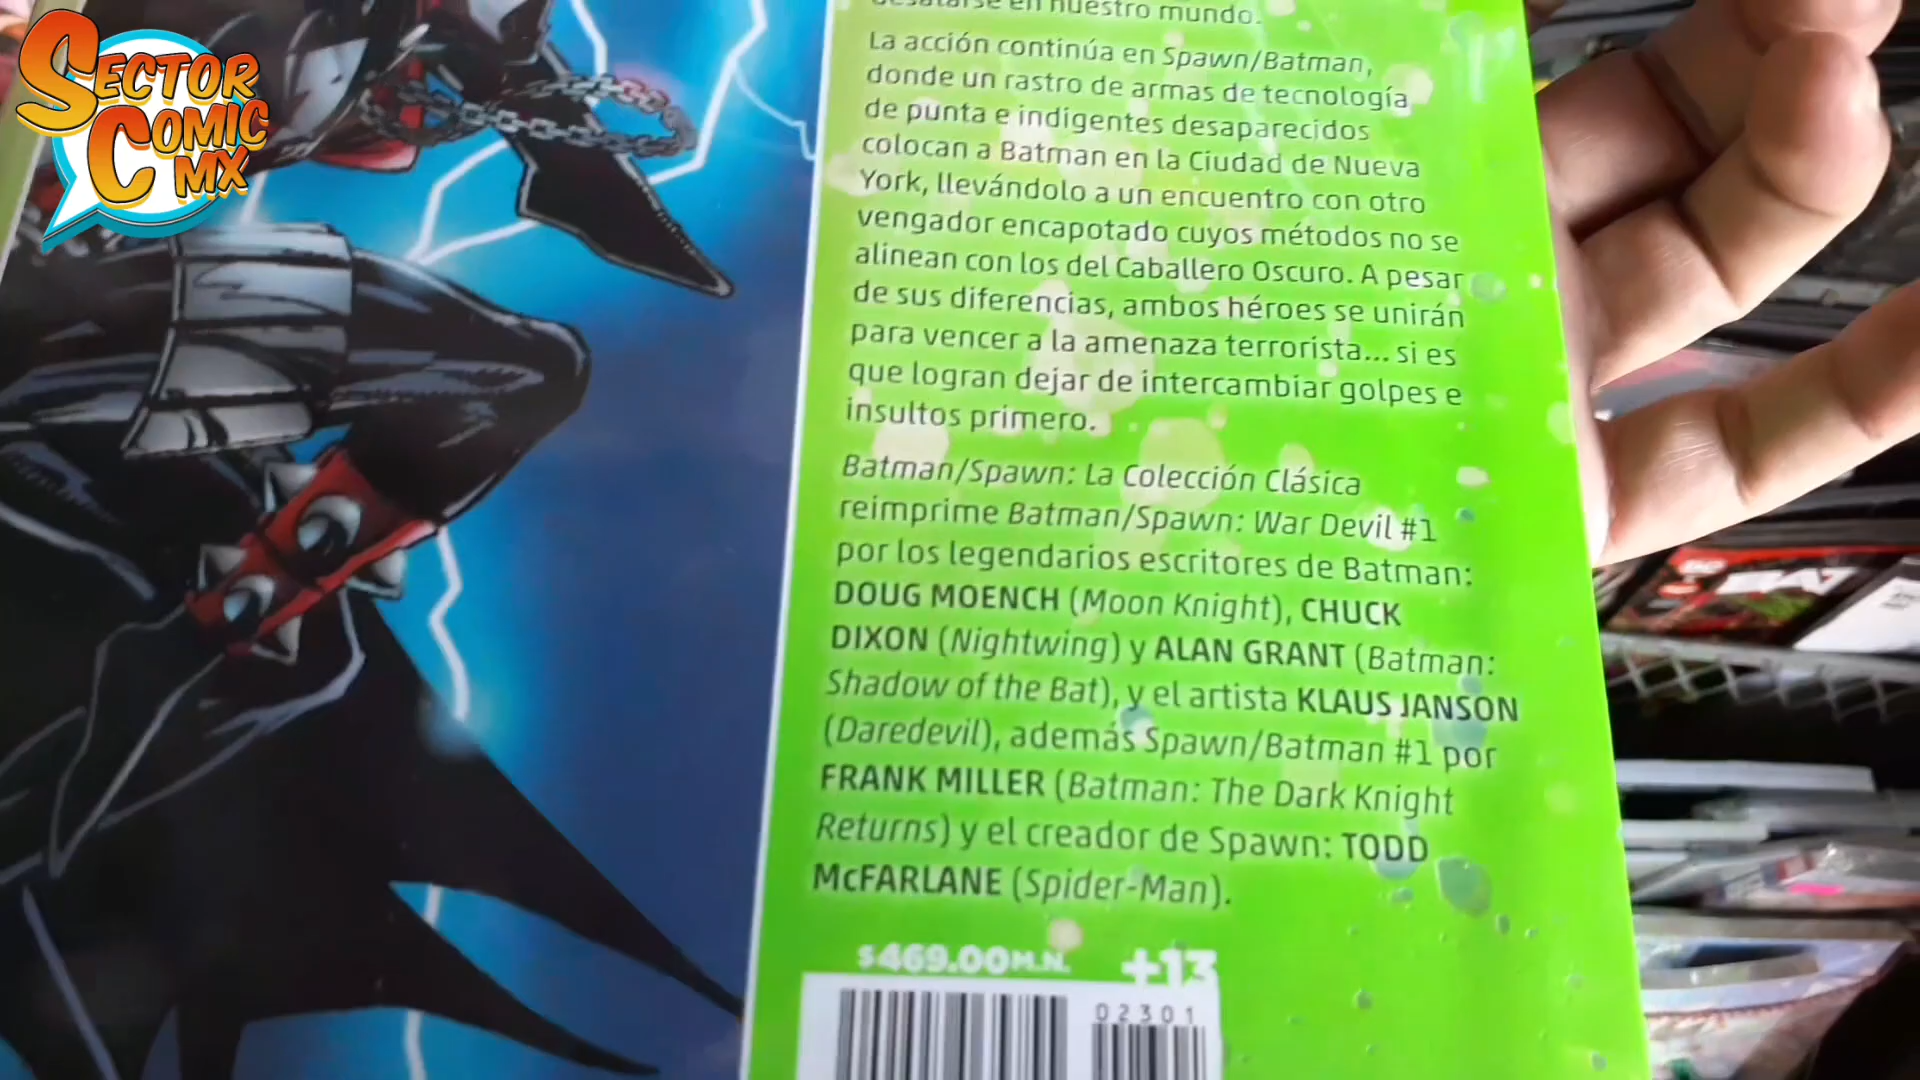 SECTOR
COMIC
MX
desatarse en nuestro mundo.
La acción continúa en Spawn/Batman,
donde un rastro de armas de tecnología
de punta e indigentes desaparecidos
colocan a Batman en la Ciudad de Nueva
York, llevándolo a un encuentro con otro
vengador encapotado cuyos métodos no se
alinean con los del Caballero Oscuro. A pesar
de sus diferencias, ambos héroes se unirán
para vencer a la amenaza terrorista... si es
que logran dejar de intercambiar golpes e
insultos primero.
Batman/Spawn: La Colección Clásica
reimprime Batman/Spawn: War Devil #1
por los legendarios escritores de Batman:
DOUG MOENCH (Moon Knight), CHUCK
DIXON (Nightwing) y ALAN GRANT (Batman:
Shadow of the Bat), y el artista KLAUS JANSON
(Daredevil), además Spawn/Batman #1 por
FRANK MILLER (Batman: The Dark Knight
Returns) y el creador de Spawn: TODD
McFARLANE (Spider-Man).
$469.00 M.N. +13
02301